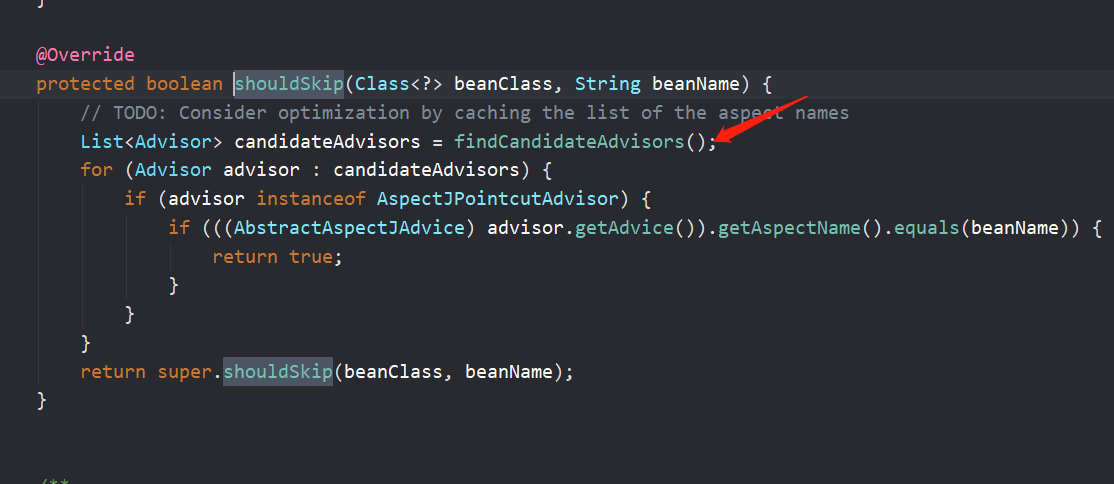 }
@Override
protected boolean shouldSkip(Class<?> beanClass, String beanName) {
// TODO: Consider optimization by caching the list of the aspect names
List<Advisor> candidateAdvisors = findCandidateAdvisors();
for (Advisor advisor : candidateAdvisors) {
if (advisor instanceof AspectJPointcutAdvisor) {
if (((AbstractAspectJAdvice) advisor.getAdvice()).getAspectName().equals(beanName)) {
return true;
}
}
}
return super.shouldSkip(beanClass, beanName);
}
/**